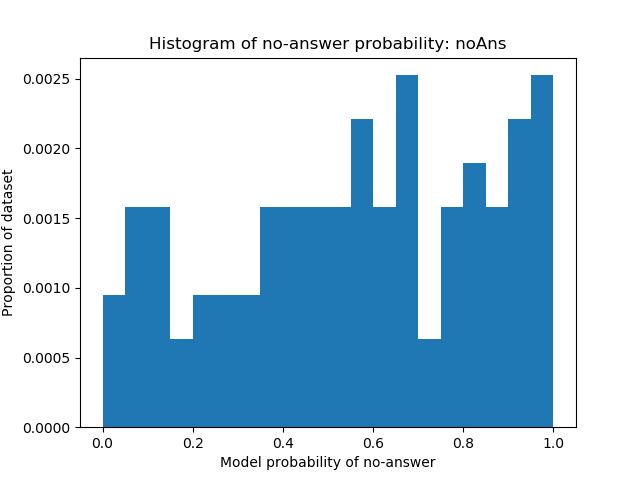 Histogram of no-answer probability: noAns
0.0025
0.0020
0.0015
0.0010
0.0005
0.0000
Proportion of dataset
0.0 0.2 0.4 0.6 0.8 1.0
Model probability of no-answer